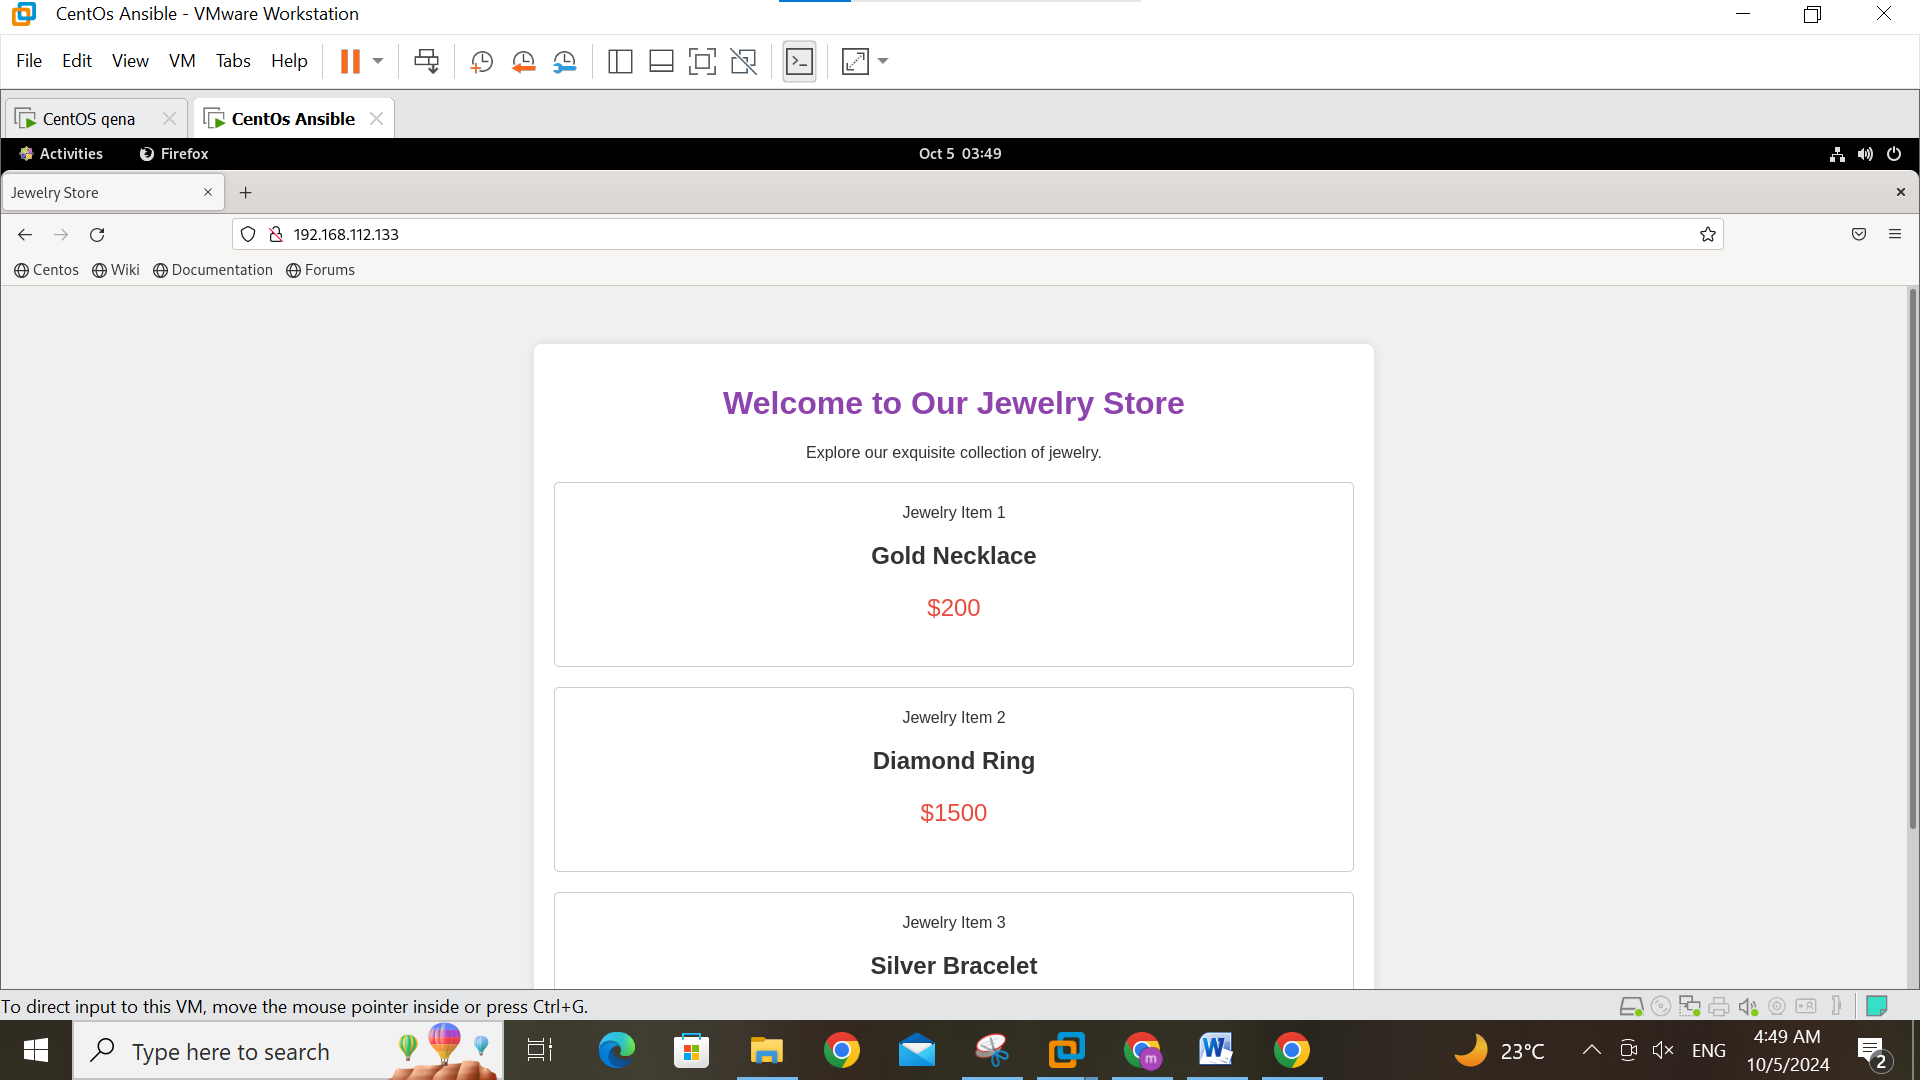 CentOs Ansible - VMware Workstation
File Edit View VM Tabs Help
CentOS qena
CentOs Ansible
Activities Firefox Oct 5 03:49
Jewelry Store
192.168.112.133
Centos Wiki Documentation Forums
Welcome to Our Jewelry Store
Explore our exquisite collection of jewelry.
Jewelry Item 1
Gold Necklace
$200
Jewelry Item 2
Diamond Ring
$1500
Jewelry Item 3
Silver Bracelet
To direct input to this VM, move the mouse pointer inside or press Ctrl+G.
Type here to search
m
W
23°C
ENG
4:49 AM
10/5/2024
2